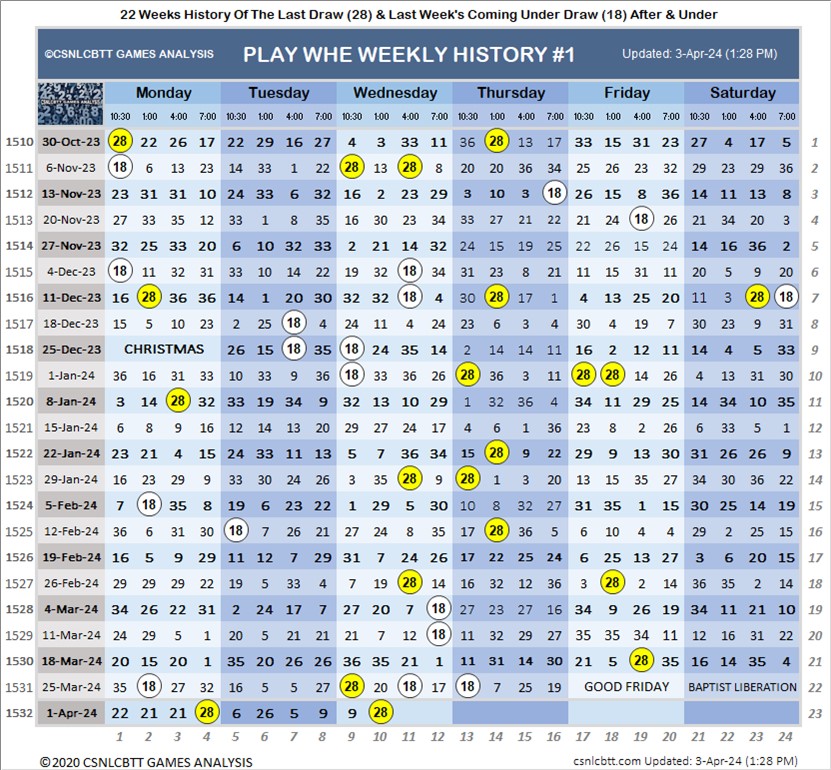 22 Weeks History Of The Last Draw (28) & Last Week's Coming Under Draw (18) After & Under
©CSNLCBTT GAMES ANALYSIS PLAY WHE WEEKLY HISTORY #1 Updated: 3-Apr-24 (1:28 PM)
Monday Tuesday Wednesday Thursday Friday Saturday
10:30 1:00 4:00 7:00 10:30 1:00 4:00 7:00 10:30 1:00 4:00 7:00 10:30 1:00 4:00 7:00 10:30 1:00 4:00 7:00 10:30 1:00 4:00 7:00
1510 30-Oct-23 28 22 26 17 22 29 16 27 4 3 33 11 36 28 13 17 33 15 31 23 27 4 17 5 1
1511 6-Nov-23 18 6 13 23 14 33 1 22 28 13 28 8 20 20 36 34 25 26 23 32 29 23 29 36 2
1512 13-Nov-23 23 31 31 10 24 33 6 32 16 2 23 29 3 10 3 18 26 15 8 36 14 11 13 8 3
1513 20-Nov-23 27 33 35 12 33 1 8 35 16 30 23 34 33 27 21 22 21 24 18 26 21 34 20 3 4
1514 27-Nov-23 32 25 33 20 6 10 32 33 2 21 14 32 24 15 19 25 22 26 15 24 14 16 36 2 5
1515 4-Dec-23 18 11 32 31 33 10 14 22 19 32 18 34 31 23 8 21 11 15 31 11 20 5 9 20 6
1516 11-Dec-23 16 28 36 36 14 1 20 30 32 32 18 4 30 28 17 1 4 13 25 20 11 3 28 18 7
1517 18-Dec-23 15 5 10 23 2 25 18 4 24 11 4 24 23 6 3 4 30 4 19 7 30 23 9 31 8
1518 25-Dec-23 CHRISTMAS 26 15 18 35 18 24 35 14 2 14 14 11 16 2 12 11 14 4 5 33 9
1519 1-Jan-24 36 16 31 33 10 33 9 36 18 33 16 26 28 36 3 11 28 28 14 26 4 13 31 30 10
1520 8-Jan-24 3 14 28 32 33 19 34 9 32 13 10 29 1 32 36 4 34 11 29 25 14 34 10 35 11
1521 15-Jan-24 6 8 9 16 12 14 13 20 29 27 24 17 4 6 1 36 23 8 2 26 6 9 30 13 12
1522 22-Jan-24 23 21 4 15 24 33 11 13 5 7 36 34 15 28 9 22 29 4 9 24 31 26 26 9 13
1523 29-Jan-24 16 23 29 9 23 30 14 24 3 35 28 9 28 1 3 20 13 15 6 35 34 30 36 22 14
1524 5-Feb-24 7 18 35 8 19 6 23 22 1 29 5 30 10 8 32 27 31 35 1 15 30 25 14 19 15
1525 12-Feb-24 36 6 31 30 18 7 26 21 27 24 8 35 17 28 36 5 6 10 4 4 29 2 25 15 16
1526 19-Feb-24 16 5 9 29 11 12 7 29 31 7 24 26 17 22 25 24 6 25 13 27 3 6 20 15 17
1527 26-Feb-24 29 29 29 22 19 5 33 4 7 19 28 14 16 32 12 36 3 28 2 14 36 35 2 14 18
1528 4-Mar-24 34 26 22 31 2 24 17 7 27 20 7 18 27 23 27 16 34 9 26 19 34 11 21 10 19
1529 11-Mar-24 24 29 5 1 20 5 21 21 21 7 12 18 11 32 29 27 35 35 34 11 12 16 31 22 20
1530 18-Mar-24 20 15 20 1 35 20 26 26 36 35 21 1 11 31 14 30 21 5 28 35 16 14 35 4 21
1531 25-Mar-24 35 18 27 32 16 5 5 27 28 20 18 17 18 7 25 19 GOOD FRIDAY BAPTIST LIBERATION 22
1532 1-Apr-24 22 21 21 28 6 26 5 9 9 28 23
1 2 3 4 5 6 7 8 9 10 11 12 13 14 15 16 17 18 19 20 21 22 23 24
©2020 CSNLCBTT GAMES ANALYSIS csnlcbtt.com Updated: 3-Apr-24 (1:28 PM)